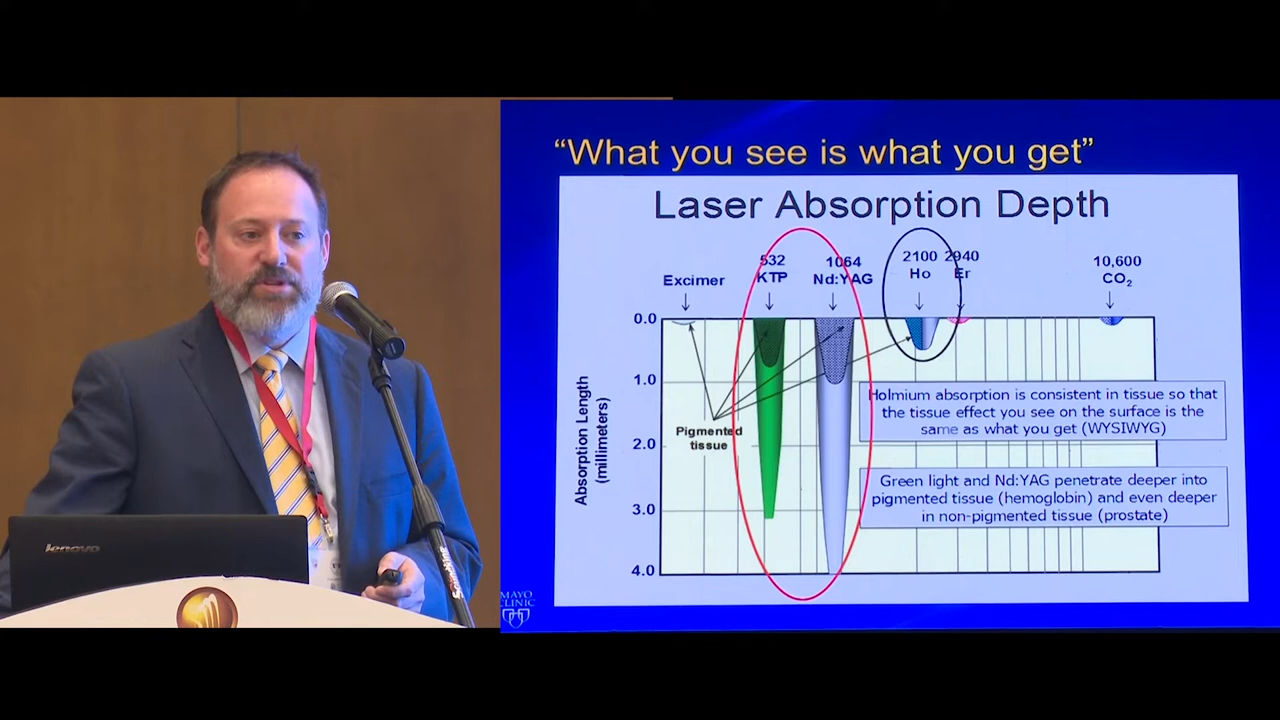 “What you see is what you get”
Laser Absorption Depth
Excimer
532
KTP
1064
Nd:YAG
2100
Ho
2940
Er
10,600
CO2
0.0
1.0
2.0
3.0
4.0
Absorption Length
(millimeters)
Pigmented
tissue
Holmium absorption is consistent in tissue so that
the tissue effect you see on the surface is the
same as what you get (WYSIWYG)
Green light and Nd:YAG penetrate deeper into
pigmented tissue (hemoglobin) and even deeper
in non-pigmented tissue (prostate)
MAYO
CLINIC
lenovo